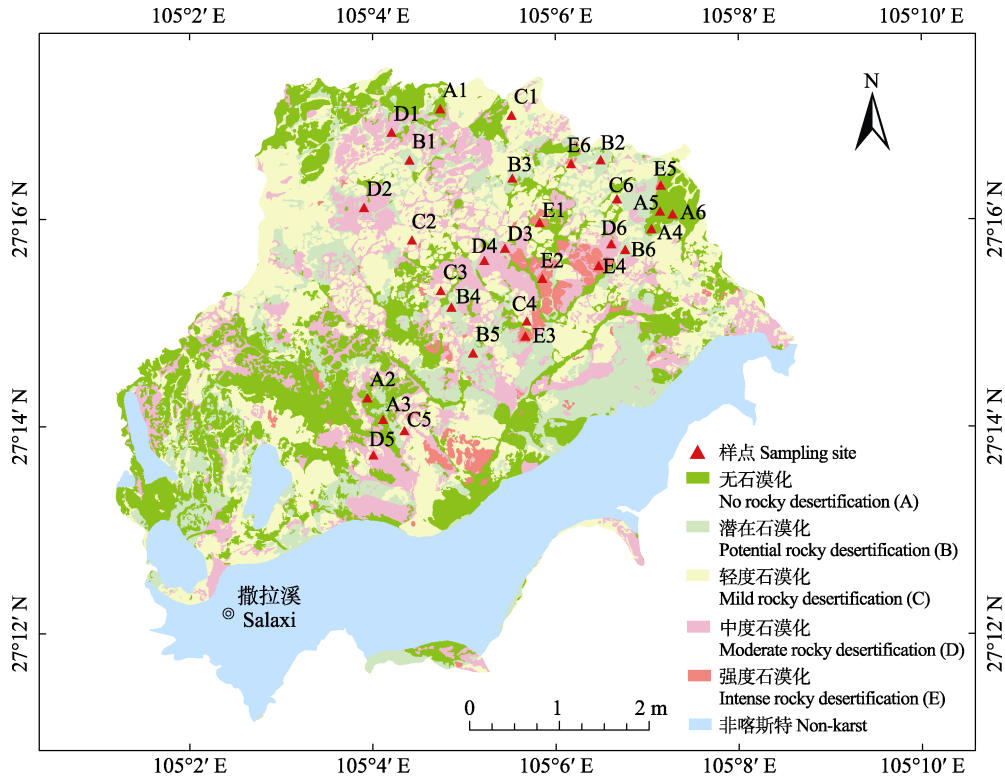 105°2′ E 105°4′ E 105°6′ E 105°8′ E 105°10′ E
N
A1
C1
D1
B1
E6 B2
B3
E5
C6
D2
A5 A6
E1
A4
C2
D3
D6
B6
D4
E2
E4
C3
B4
C4
E3
B5
A2
A3
C5
D5
27°16′ N 27°16′ N
27°14′ N 27°14′ N
27°12′ N 27°12′ N
撒拉溪
Salaxi
样点 Sampling site
无石漠化
No rocky desertification (A)
潜在石漠化
Potential rocky desertification (B)
轻度石漠化
Mild rocky desertification (C)
中度石漠化
Moderate rocky desertification (D)
强度石漠化
Intense rocky desertification (E)
非喀斯特 Non-karst
0 1 2 m
105°2′ E 105°4′ E 105°6′ E 105°8′ E 105°10′ E